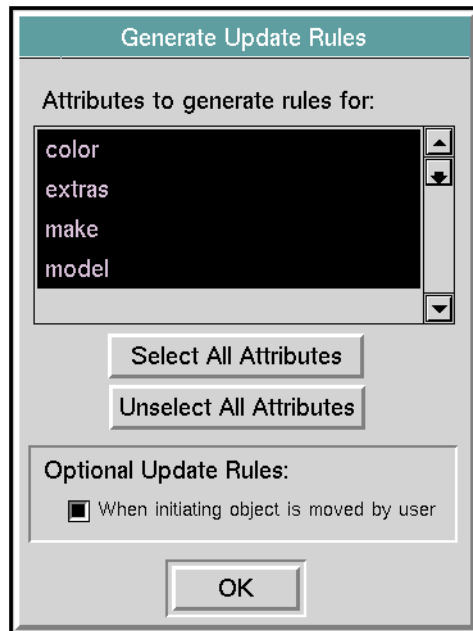 Generate Update Rules
Attributes to generate rules for:
color
extras
make
model
Select All Attributes
Unselect All Attributes
Optional Update Rules:
When initiating object is moved by user
OK